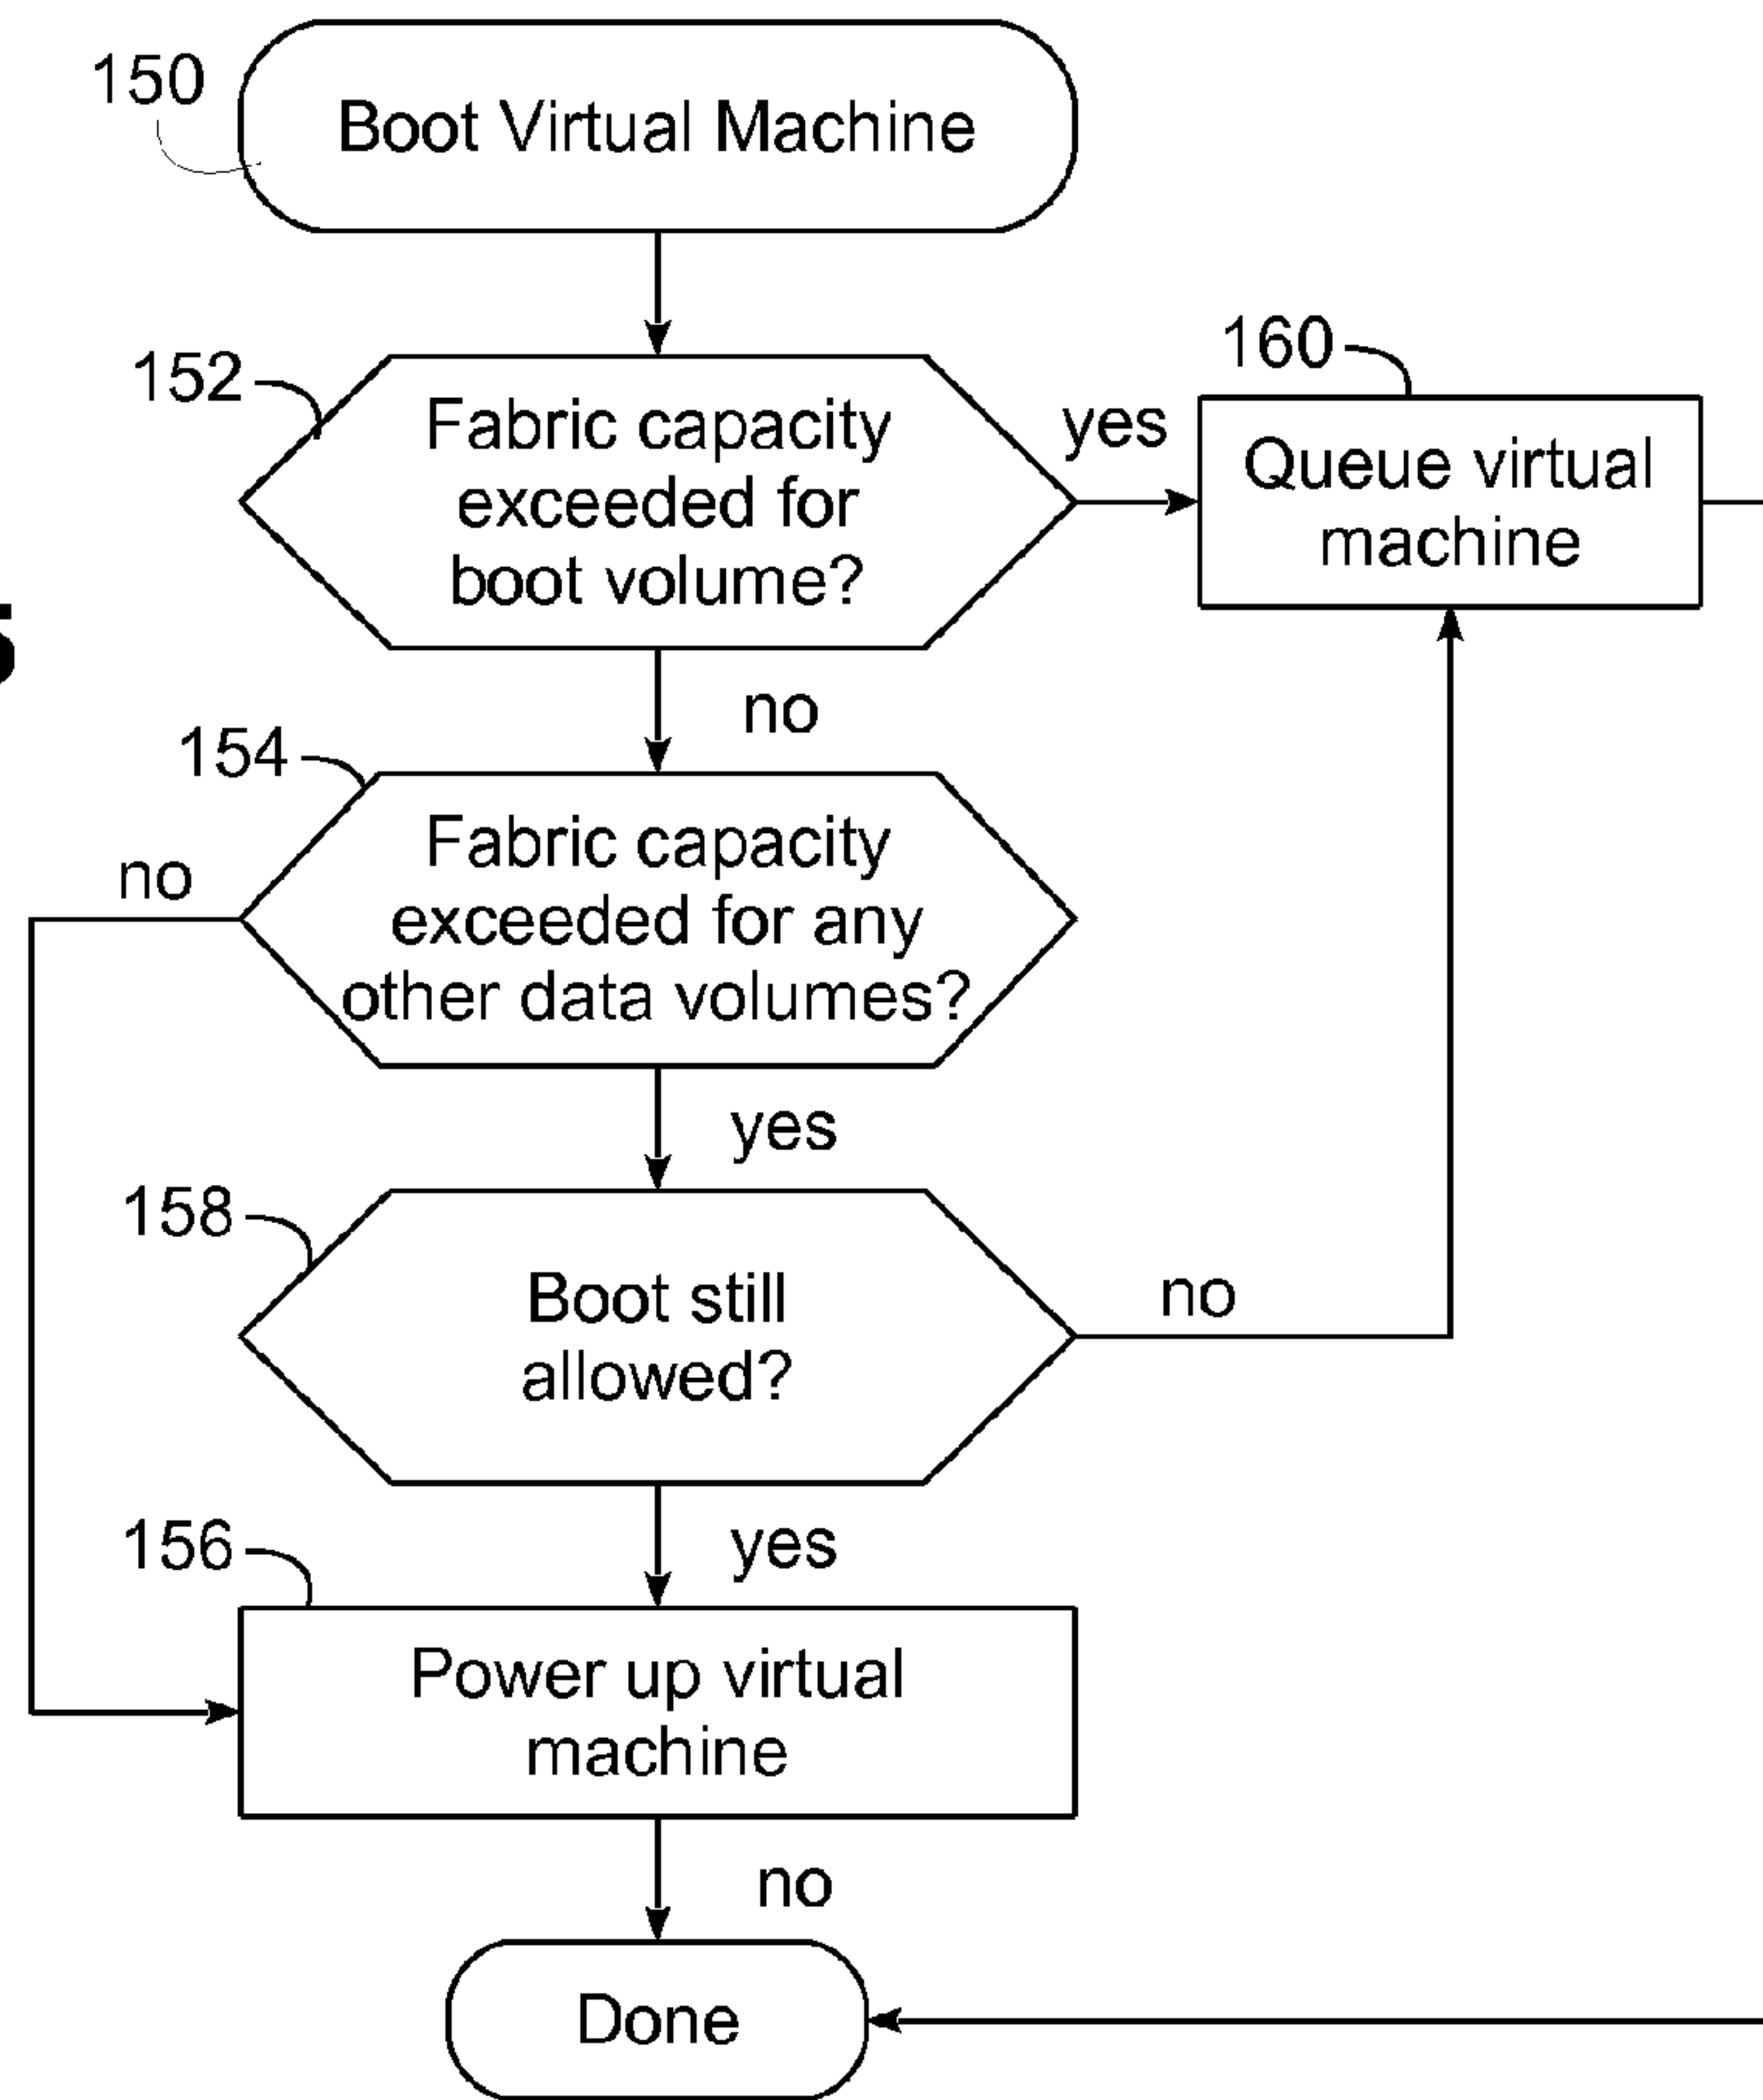 150
Boot Virtual Machine
152
Fabric capacity
exceeded for
boot volume?
yes
160
Queue virtual
machine
no
154
Fabric capacity
exceeded for any
other data volumes?
no
yes
158
Boot still
allowed?
no
yes
156
Power up virtual
machine
no
Done